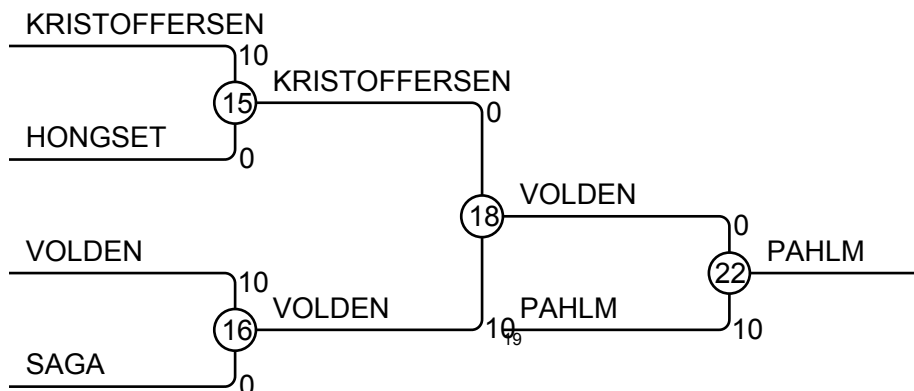 KRISTOFFERSEN
10
15
KRISTOFFERSEN
0
HONGSET
0
18
VOLDEN
0
VOLDEN
10
22
PAHLM
16
VOLDEN
10
19
PAHLM
10
SAGA
0